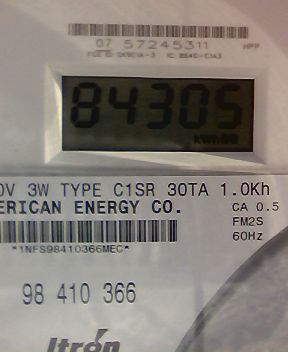 07 57245311
84305
0V 3W TYPE C1SR 30TA 1.0Kh
ERICAN ENERGY CO. CA 0.5
FM2S
60Hz
*1NFS98410366MEC*
98 410 366
Itron